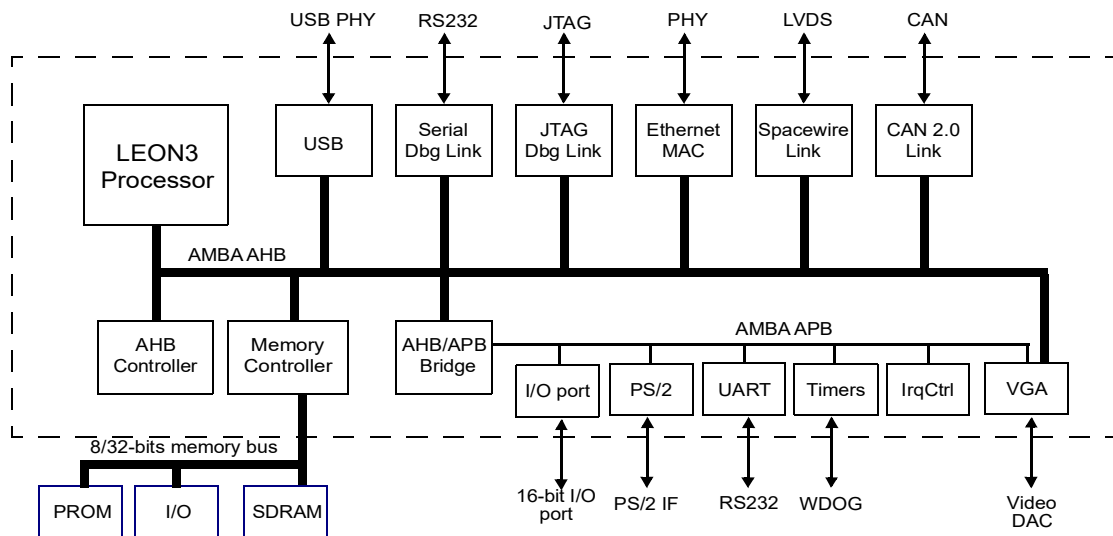 USB PHY
RS232
JTAG
PHY
LVDS
CAN
LEON3
Processor
USB
Serial
Dbg Link
JTAG
Dbg Link
Ethernet
MAC
Spacewire
Link
CAN 2.0
Link
AMBA AHB
AHB
Controller
Memory
Controller
AHB/APB
Bridge
AMBA APB
I/O port
PS/2
UART
Timers
IrqCtrl
VGA
8/32-bits memory bus
PROM
I/O
SDRAM
16-bit I/O
port
PS/2 IF
RS232
WDOG
Video
DAC